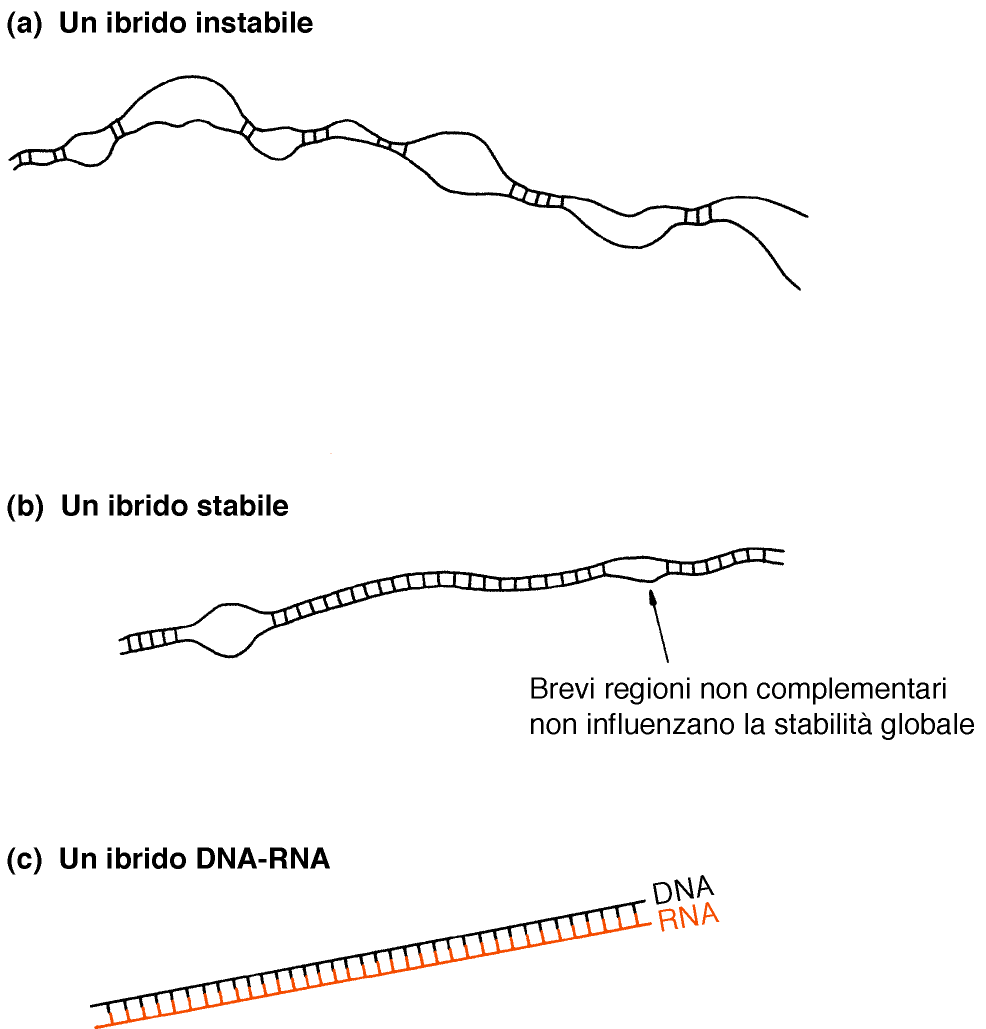 (a) Un ibrido instabile
(b) Un ibrido stabile
Brevi regioni non complementari
non influenzano la stabilità globale
(c) Un ibrido DNA-RNA
DNA
RNA